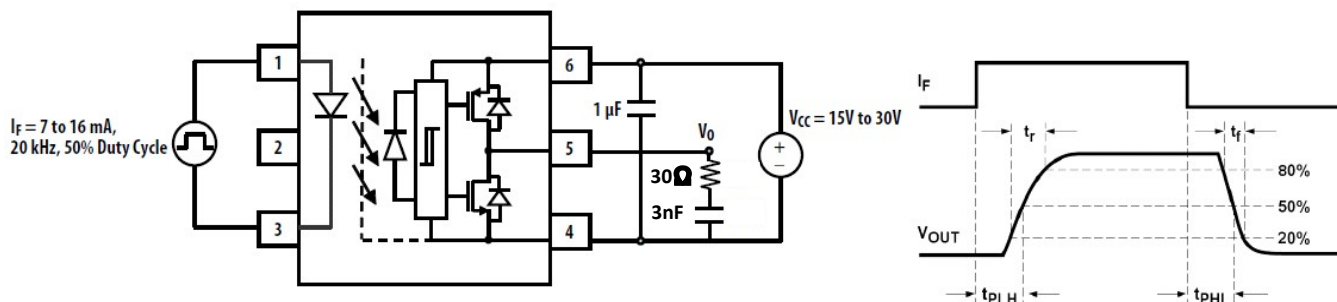 I_F = 7 to 16 mA,
20 kHz, 50% Duty Cycle
1
2
3
6
5
4
1 µF
V_O
30Ω
3nF
V_CC = 15V to 30V
+
−
I_F
t_r
t_f
80%
50%
20%
V_OUT
t_PLH
t_PHL